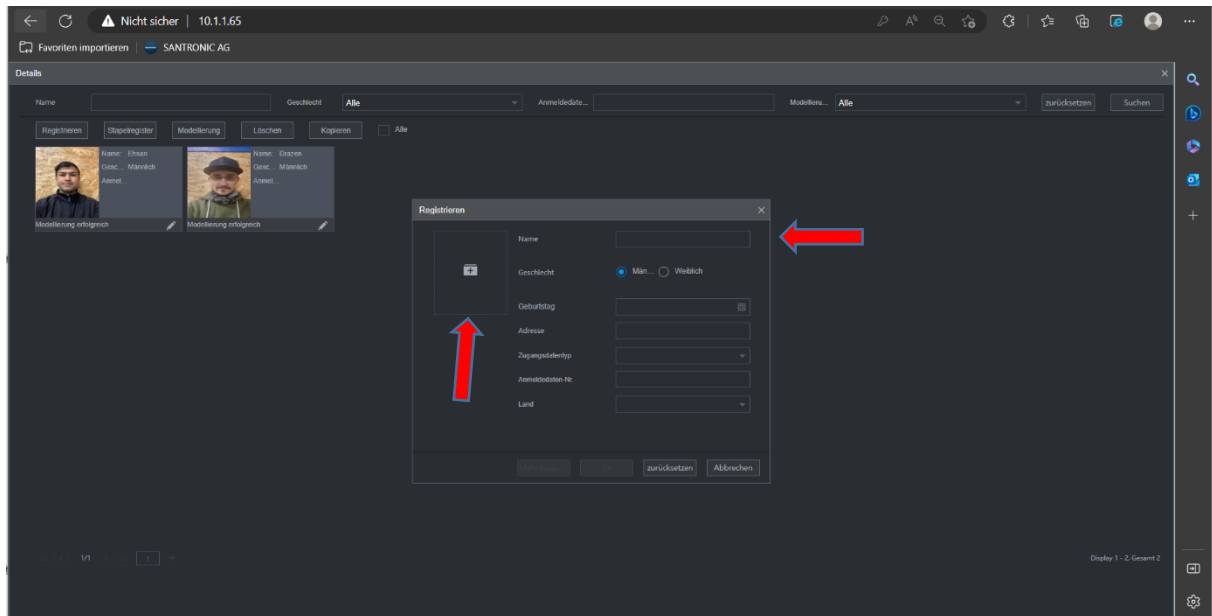 Nicht sicher | 10.1.1.65
Favoriten importieren | SANTRONIC AG
Details
Name Geschlecht Alle Anmeldedate... Modellieru... Alle zurücksetzen Suchen
Registrieren Stapelregister Modellierung Löschen Kopieren Alle
Name: Ehsan
Gesc... Männlich
Anmel...
Modellierung erfolgreich
Name: Drazen
Gesc... Männlich
Anmel...
Modellierung erfolgreich
Registrieren
Name
Geschlecht Män... Weiblich
Geburtstag
Adresse
Zugangsdatentyp
Anmeldedaten-Nr.
Land
zurücksetzen Abbrechen
1/1 1
Display 1 - 2, Gesamt 2